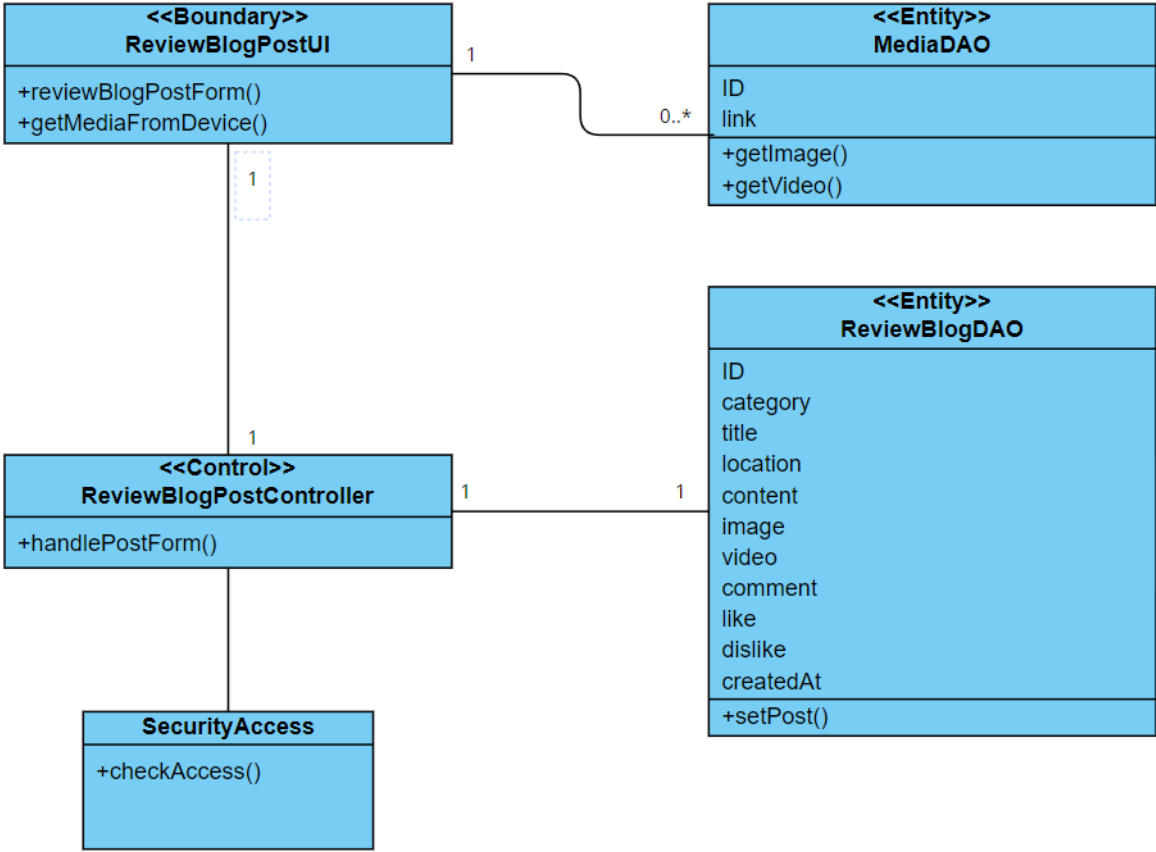 <<Boundary>>
ReviewBlogPostUI
+reviewBlogPostForm()
+getMediaFromDevice()
1
0..*
<<Entity>>
MediaDAO
ID
link
+getImage()
+getVideo()
1
1
<<Control>>
ReviewBlogPostController
+handlePostForm()
1
1
<<Entity>>
ReviewBlogDAO
ID
category
title
location
content
image
video
comment
like
dislike
createdAt
+setPost()
SecurityAccess
+checkAccess()